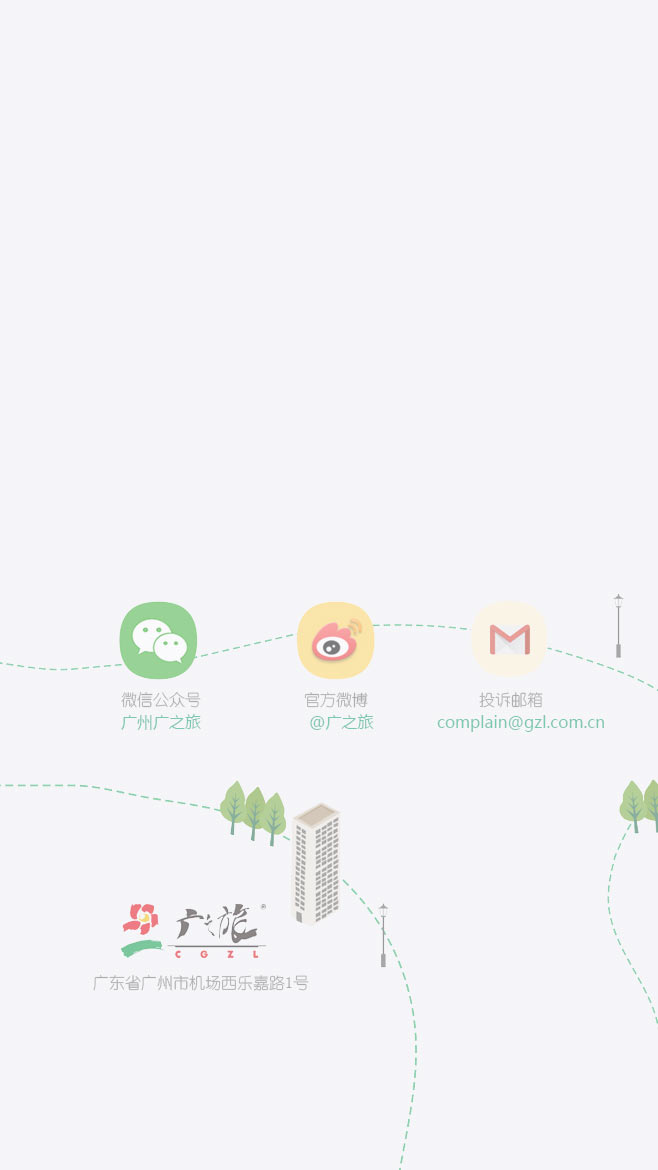 微信公众号
广州广之旅
官方微博
@广之旅
投诉邮箱
complain@gzl.com.cn
广之旅®
CGZL
广东省广州市机场西乐嘉路1号